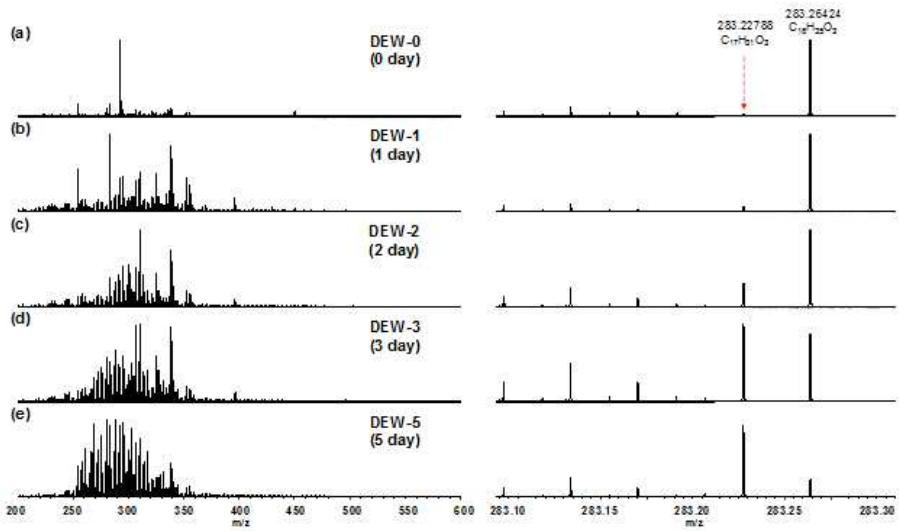 (a)
DEW-0
(0 day)
283.22788
C₁₇H₃₁O₃
283.26424
C₁₈H₃₅O₂
(b)
DEW-1
(1 day)
(c)
DEW-2
(2 day)
(d)
DEW-3
(3 day)
(e)
DEW-5
(5 day)
200 250 300 350 400 450 500 550 600
m/z
283.10 283.15 283.20 283.25 283.30
m/z